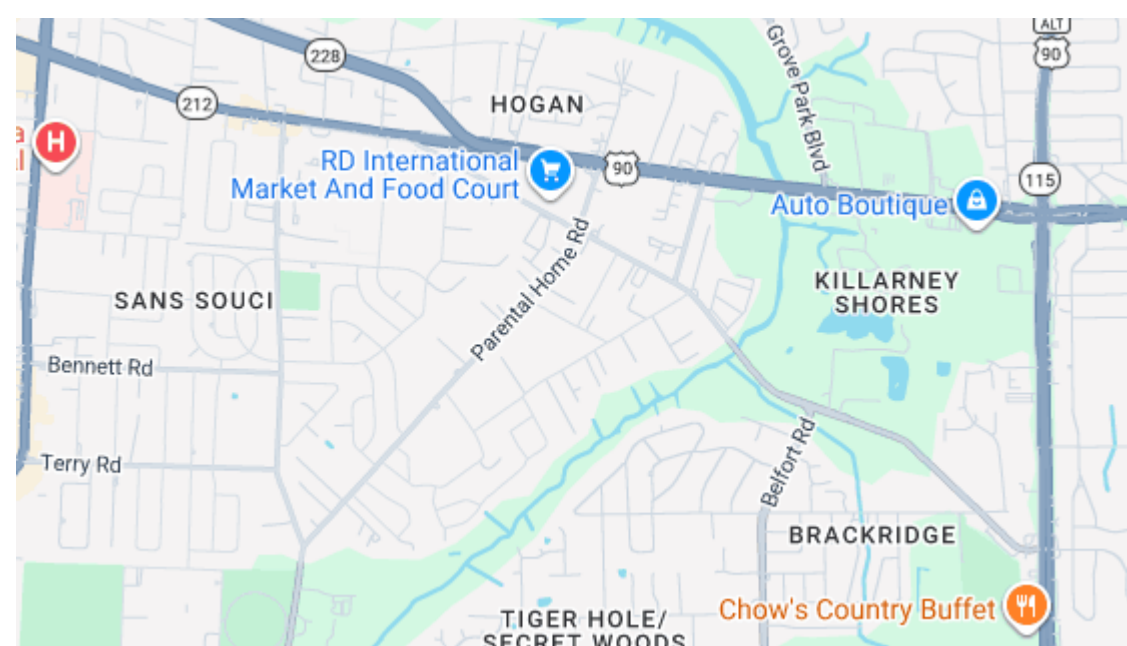 ALT
90
Grove Park Blvd
228
212
HOGAN
H
a
l
RD International
Market And Food Court
90
115
Auto Boutique
Parental Home Rd
KILLARNEY
SHORES
SANS SOUCI
Bennett Rd
Terry Rd
Belfort Rd
BRACKRIDGE
Chow's Country Buffet
TIGER HOLE/
SECRET WOODS